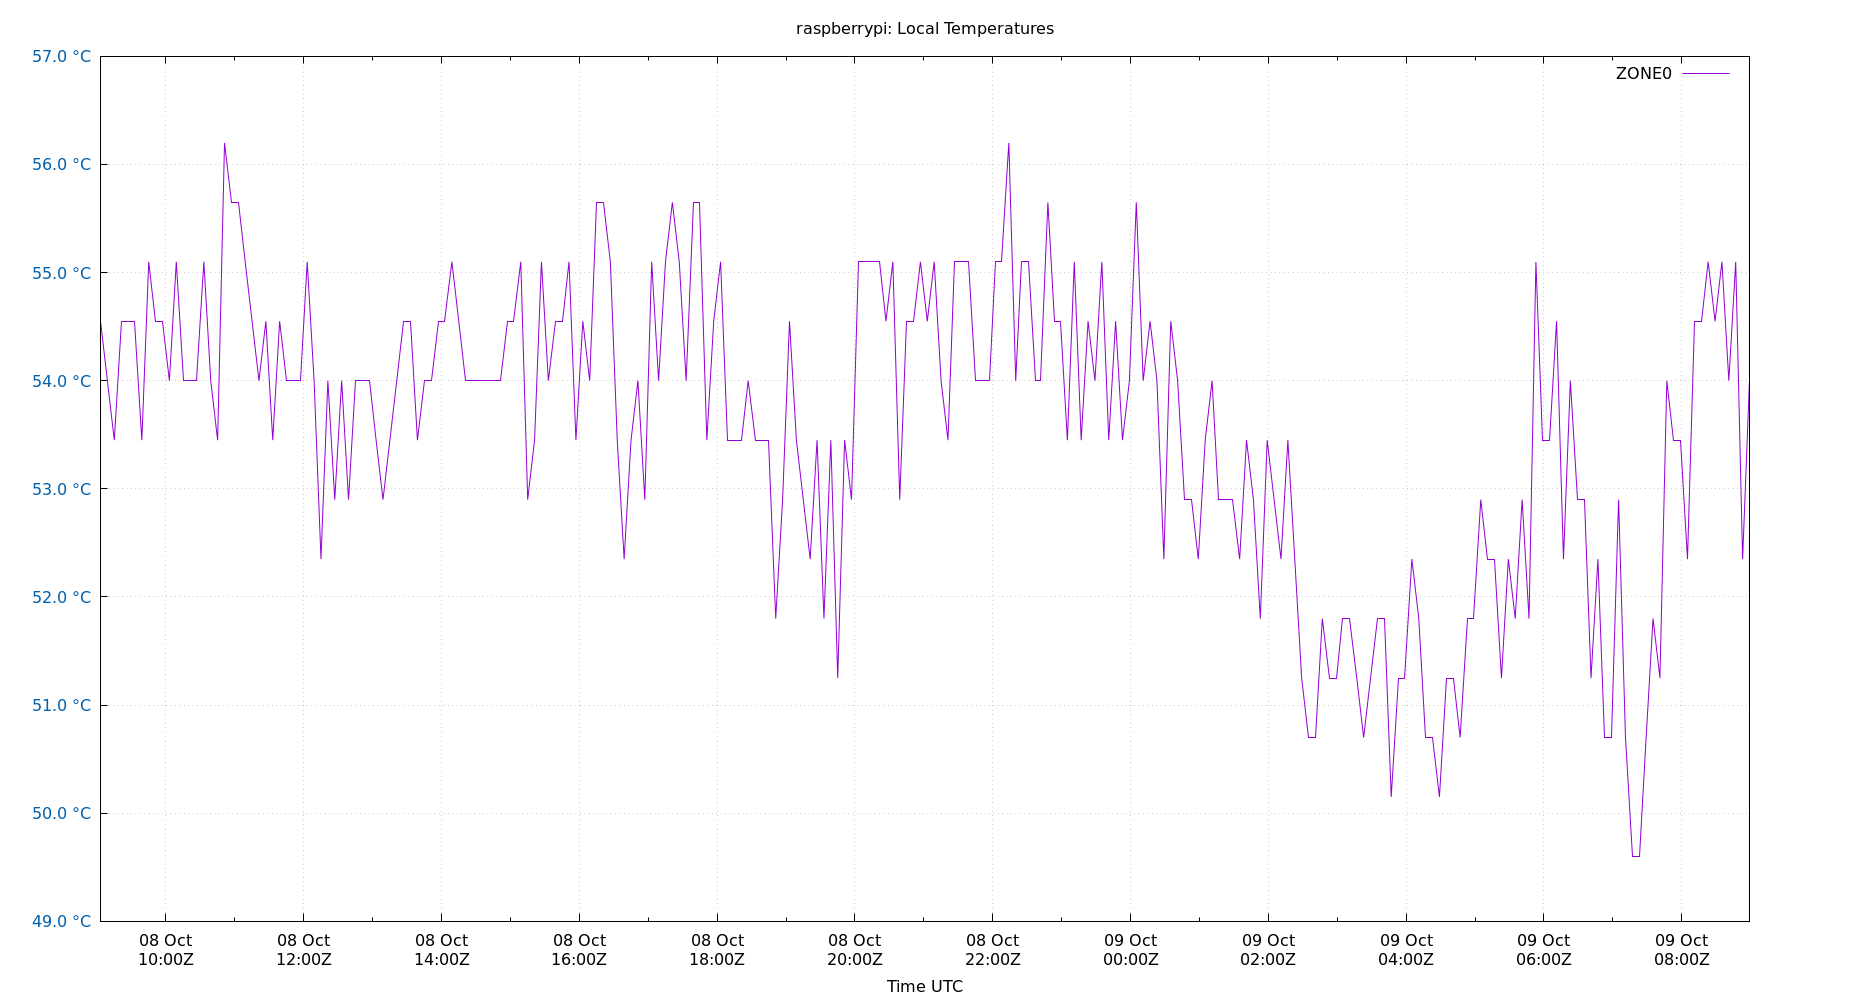 raspberrypi: Local Temperatures
57.0 °C
56.0 °C
55.0 °C
54.0 °C
53.0 °C
52.0 °C
51.0 °C
50.0 °C
49.0 °C
ZONE0
08 Oct 08 Oct 08 Oct 08 Oct 08 Oct 08 Oct 08 Oct 09 Oct 09 Oct 09 Oct 09 Oct 09 Oct
10:00Z 12:00Z 14:00Z 16:00Z 18:00Z 20:00Z 22:00Z 00:00Z 02:00Z 04:00Z 06:00Z 08:00Z
Time UTC